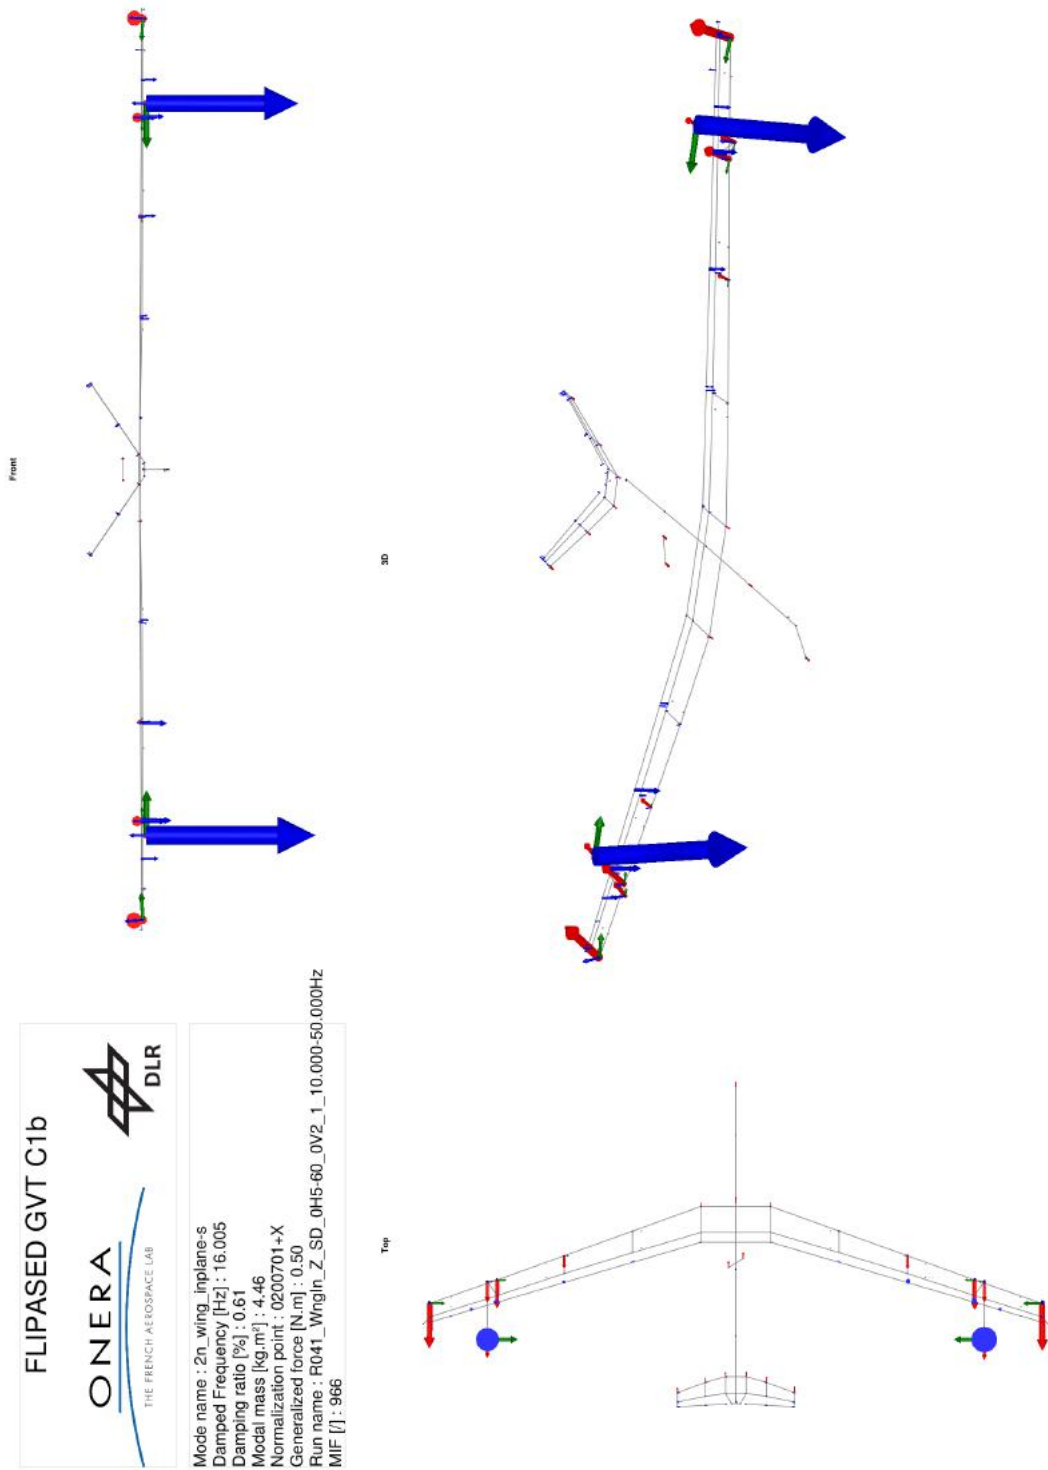 FLIPASED GVT C1b
ONERA
THE FRENCH AEROSPACE LAB
DLR
Mode name : 2n_wing_inplane-s
Damped Frequency [Hz] : 16.005
Damping ratio [%] : 0.61
Modal mass [kg.m²] : 4.46
Normalization point : 0200701+X
Generalized force [N.m] : 0.50
Run name : R041_WngIn_Z_SD_0H5-60_0V2_1_10.000-50.000Hz
MIF [/] : 966
Front
3D
Top